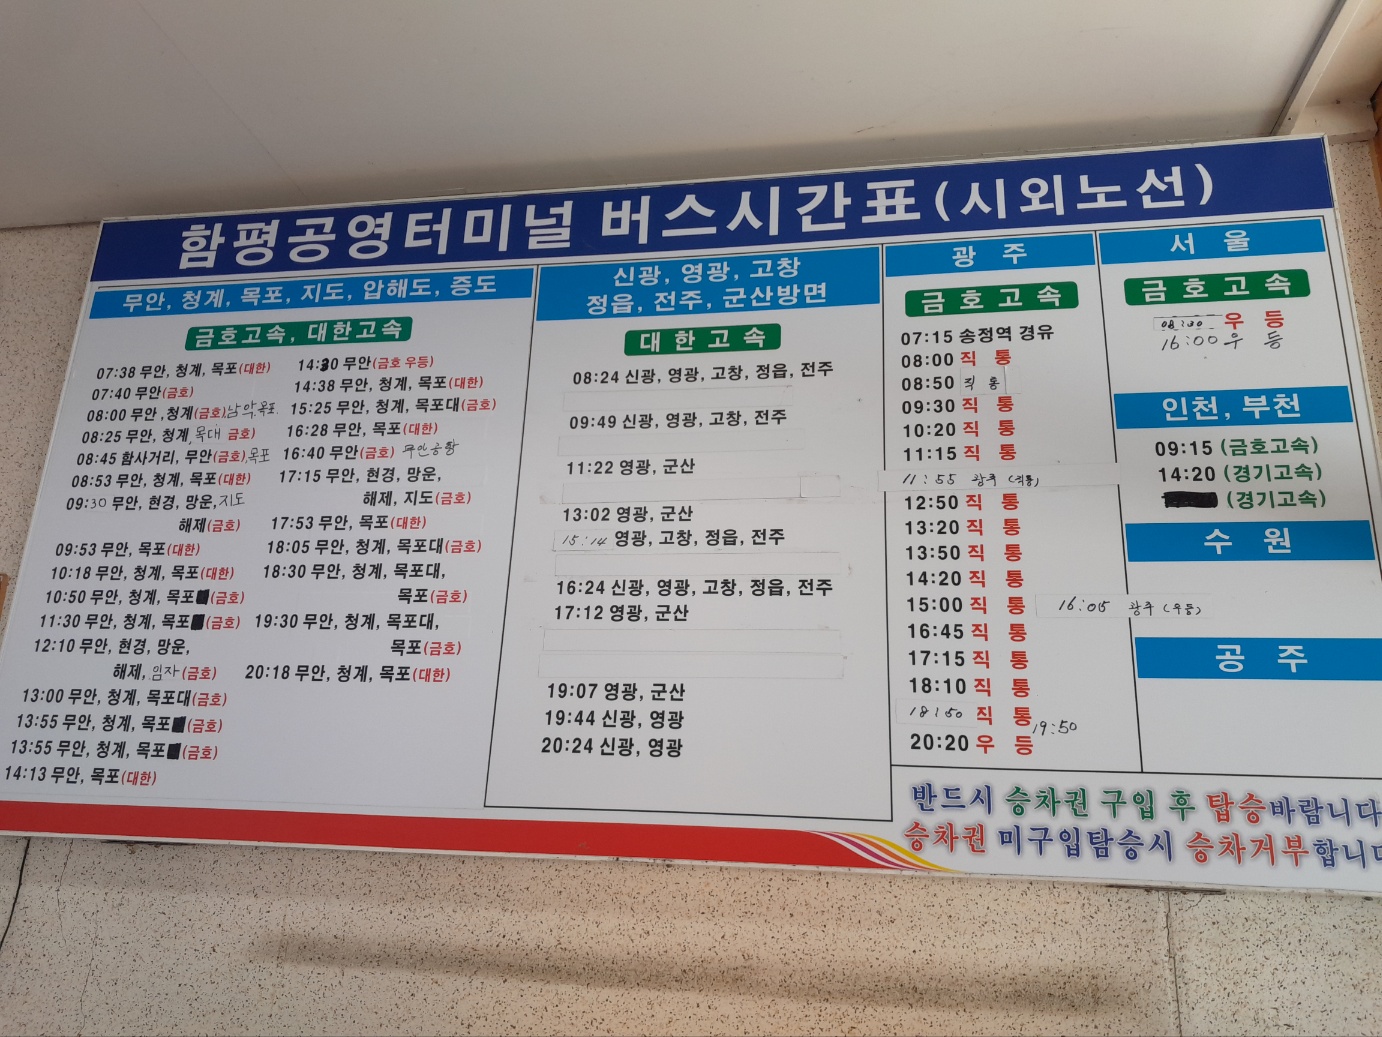 함평공영터미널 버스시간표(시외노선)
무안, 청계, 목포, 지도, 압해도, 증도
금호고속, 대한고속
07:38 무안, 청계, 목포(대한)
07:40 무안(금호)
08:00 무안,청계(금호)남악,목포
08:25 무안, 청계,목대 금호)
08:45 함사거리, 무안(금호),목포
08:53 무안, 청계, 목포(대한)
09:30 무안, 현경, 망운,지도
해제(금호)
09:53 무안, 목포(대한)
10:18 무안, 청계, 목포(대한)
10:50 무안, 청계, 목포(금호)
11:30 무안, 청계, 목포(금호)
12:10 무안, 현경, 망운,
해제,임자(금호)
13:00 무안, 청계, 목포대(금호)
13:55 무안, 청계, 목포(금호)
13:55 무안, 청계, 목포(금호)
14:13 무안, 목포(대한)
14:30 무안(금호 우등)
14:38 무안, 청계, 목포(대한)
15:25 무안, 청계, 목포대(금호)
16:28 무안, 목포(대한)
16:40 무안(금호) 무안공항
17:15 무안, 현경, 망운,
해제, 지도(금호)
17:53 무안, 목포(대한)
18:05 무안, 청계, 목포대(금호)
18:30 무안, 청계, 목포대,
목포(금호)
19:30 무안, 청계, 목포대,
목포(금호)
20:18 무안, 청계, 목포(대한)
신광, 영광, 고창
정읍, 전주, 군산방면
대한고속
08:24 신광, 영광, 고창, 정읍, 전주
09:49 신광, 영광, 고창, 전주
11:22 영광, 군산
13:02 영광, 군산
15:14 영광, 고창, 정읍, 전주
16:24 신광, 영광, 고창, 정읍, 전주
17:12 영광, 군산
19:07 영광, 군산
19:44 신광, 영광
20:24 신광, 영광
광주
금호고속
07:15 송정역 경유
08:00 직 통
08:50 직 통
09:30 직 통
10:20 직 통
11:15 직 통
11:55 광주 (직통)
12:50 직 통
13:20 직 통
13:50 직 통
14:20 직 통
15:00 직 통
16:05 광주 (우등)
16:45 직 통
17:15 직 통
18:10 직 통
18:50 직 통
19:50
20:20 우 등
서울
금호고속
08:30 우 등
16:00 우 등
인천, 부천
09:15 (금호고속)
14:20 (경기고속)
(경기고속)
수원
공주
반드시 승차권 구입 후 탑승바람니다
승차권 미구입탐승시 승차거부합니다